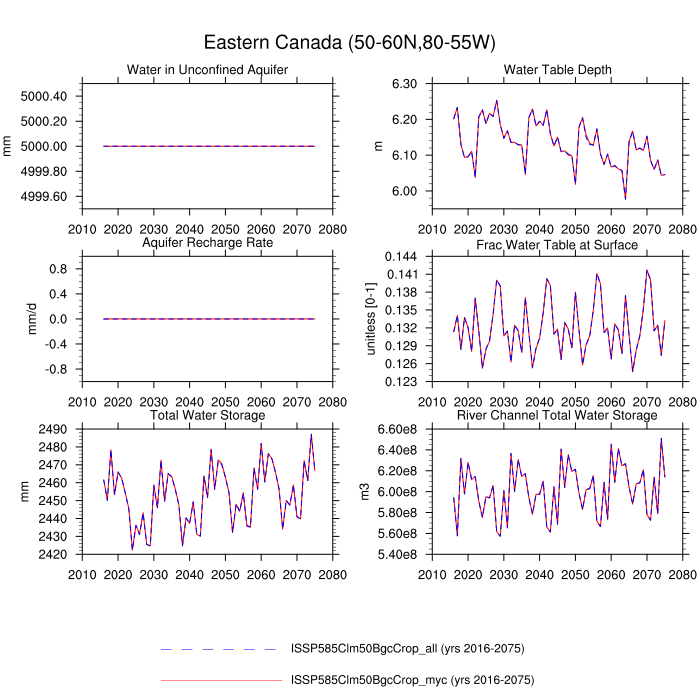 Eastern Canada (50-60N,80-55W)
Water in Unconfined Aquifer
Water Table Depth
5000.40
5000.20
5000.00
4999.80
4999.60
mm
2010 2020 2030 2040 2050 2060 2070 2080
6.30
6.20
6.10
6.00
m
2010 2020 2030 2040 2050 2060 2070 2080
Aquifer Recharge Rate
Frac Water Table at Surface
0.8
0.4
0.0
-0.4
-0.8
mm/d
2010 2020 2030 2040 2050 2060 2070 2080
0.144
0.141
0.138
0.135
0.132
0.129
0.126
0.123
unitless [0-1]
2010 2020 2030 2040 2050 2060 2070 2080
Total Water Storage
River Channel Total Water Storage
2490
2480
2470
2460
2450
2440
2430
2420
mm
2010 2020 2030 2040 2050 2060 2070 2080
6.60e8
6.40e8
6.20e8
6.00e8
5.80e8
5.60e8
5.40e8
m3
2010 2020 2030 2040 2050 2060 2070 2080
ISSP585Clm50BgcCrop_all (yrs 2016-2075)
ISSP585Clm50BgcCrop_myc (yrs 2016-2075)